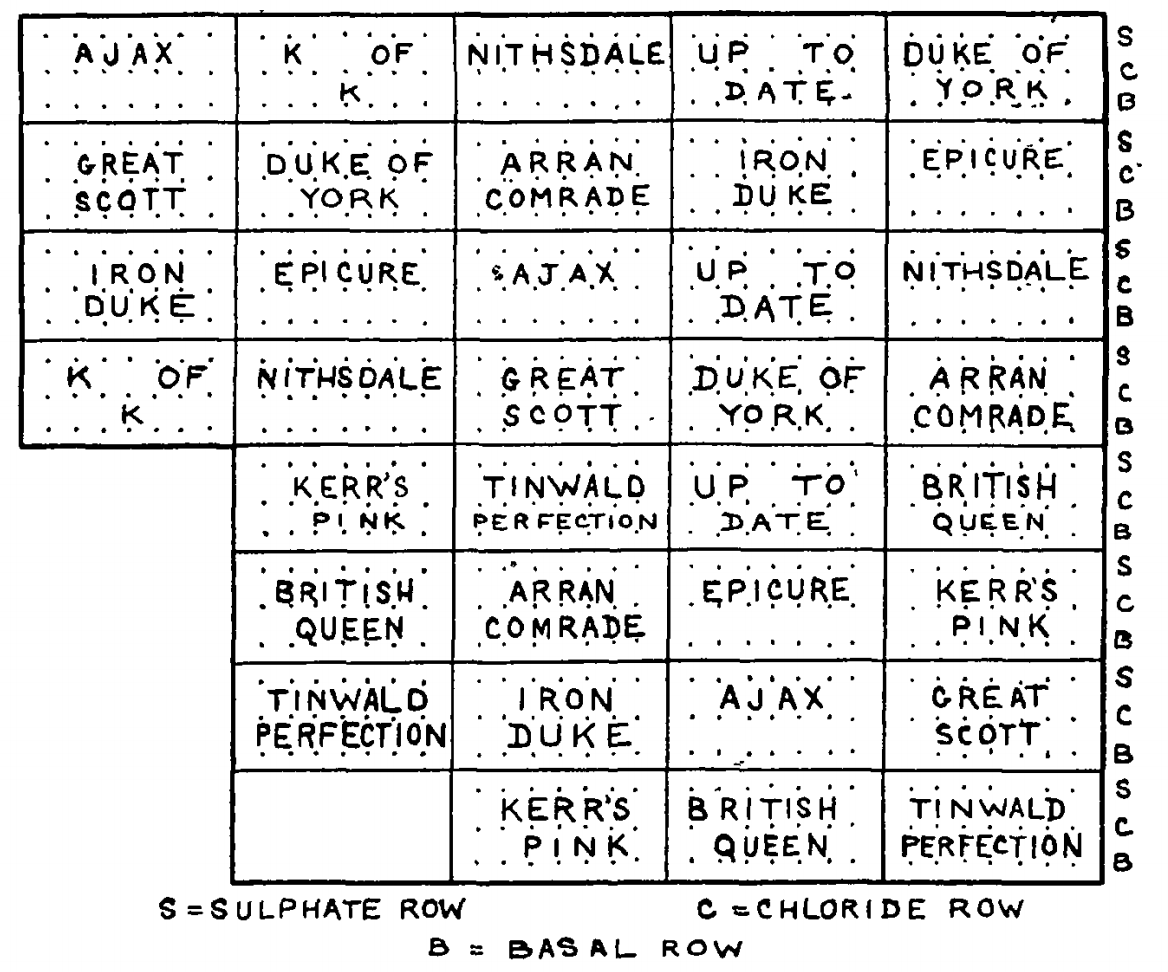 AJAX K OF NITHSDALE UP TO DUKE OF S
C
K DATE YORK B
GREAT DUKE OF ARRAN IRON EPICURE S
C
SCOTT YORK COMRADE DUKE B
IRON EPICURE AJAX UP TO NITHSDALE S
C
DUKE DATE B
K OF NITHSDALE GREAT DUKE OF ARRAN S
C
K SCOTT YORK COMRADE B
KERR'S TINWALD UP TO BRITISH S
C
PINK PERFECTION DATE QUEEN B
BRITISH ARRAN EPICURE KERR'S S
C
QUEEN COMRADE PINK B
TINWALD IRON AJAX GREAT S
C
PERFECTION DUKE SCOTT B
KERR'S BRITISH TINWALD S
C
PINK QUEEN PERFECTION B
S = SULPHATE ROW C = CHLORIDE ROW
B = BASAL ROW